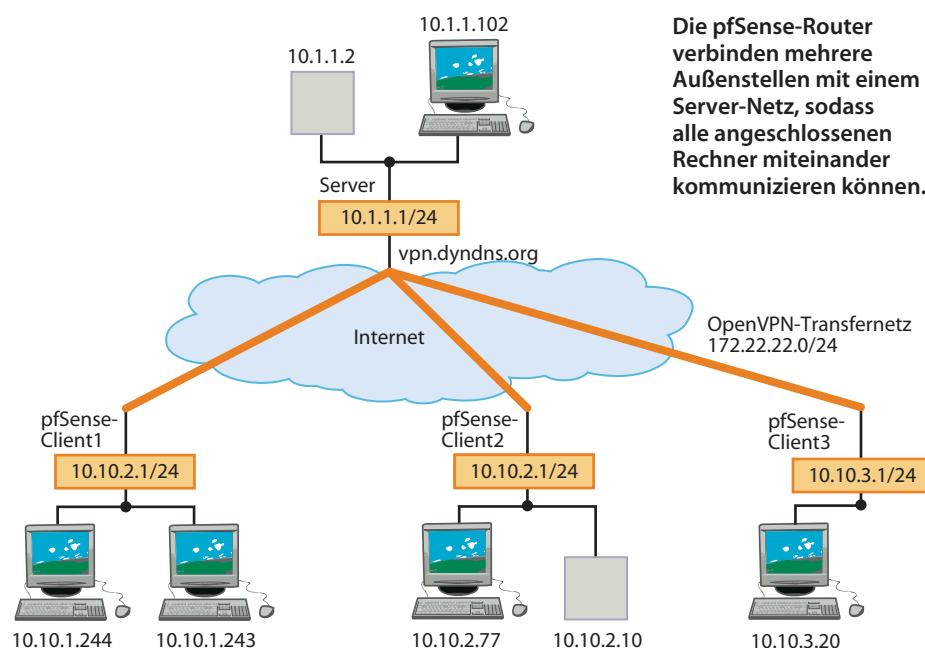 10.1.1.102
10.1.1.2
Die pfSense-Router
verbinden mehrere
Außenstellen mit einem
Server-Netz, sodass
alle angeschlossenen
Rechner miteinander
kommunizieren können.
Server
10.1.1.1/24
vpn.dyndns.org
Internet
OpenVPN-Transfernetz
172.22.22.0/24
pfSense-
Client1
10.10.2.1/24
pfSense-
Client2
10.10.2.1/24
pfSense-
Client3
10.10.3.1/24
10.10.1.244
10.10.1.243
10.10.2.77
10.10.2.10
10.10.3.20